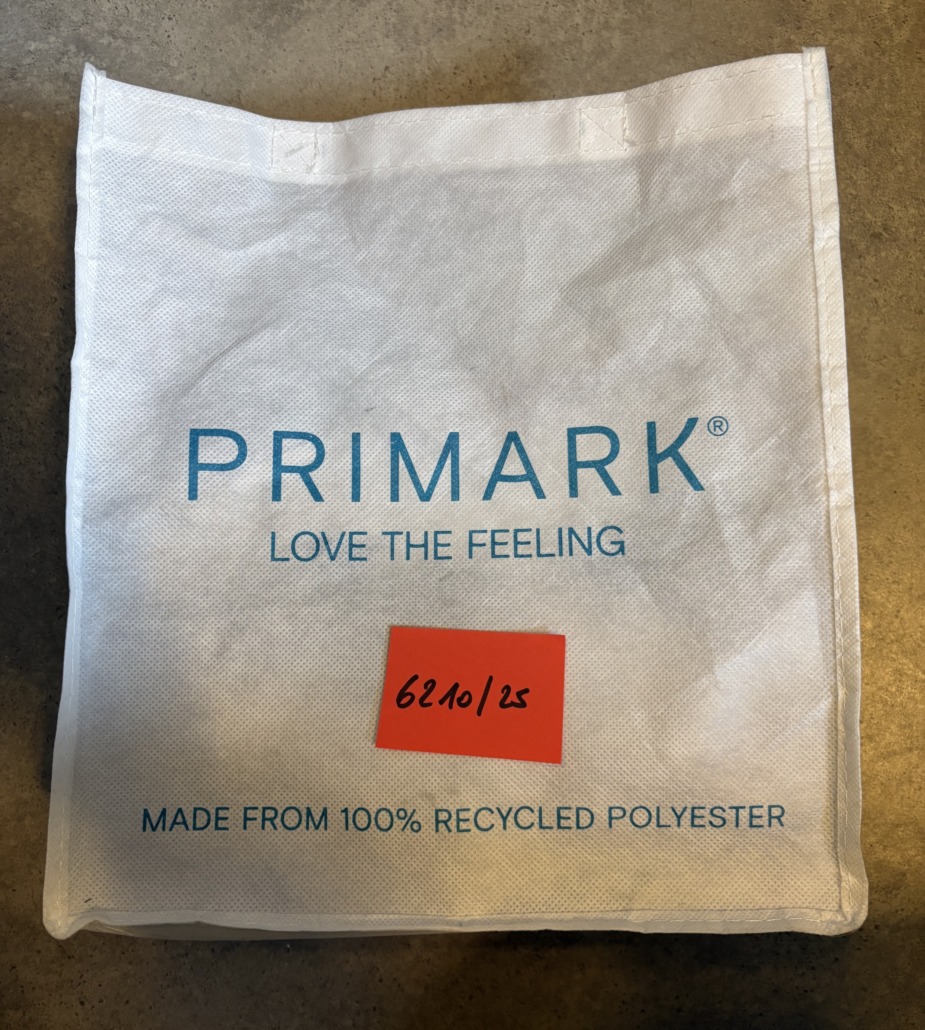 PRIMARK®
LOVE THE FEELING
6210/25
MADE FROM 100% RECYCLED POLYESTER